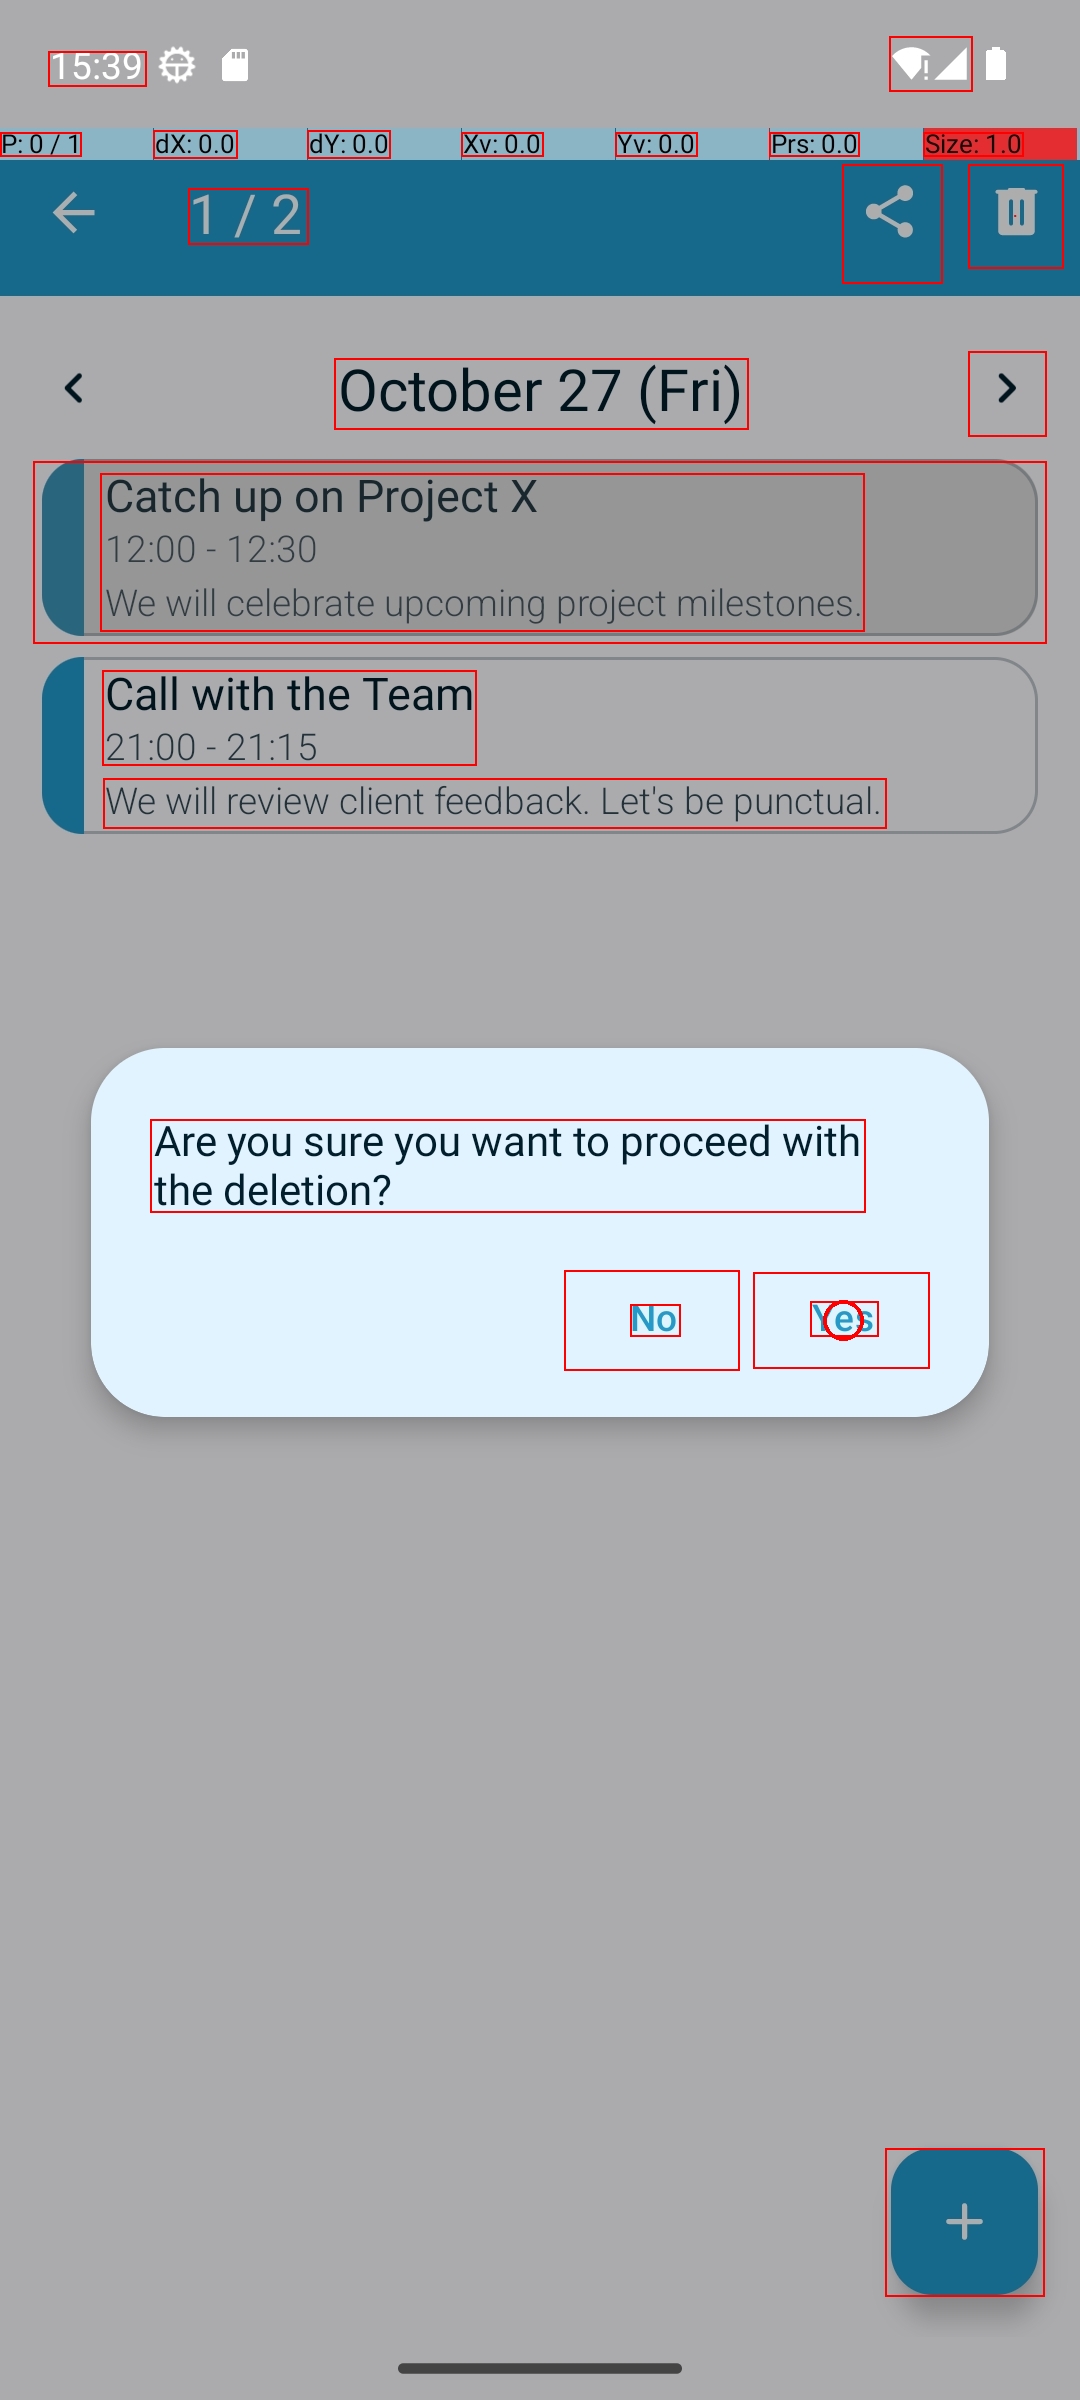 15:39
P: 0 / 1 dX: 0.0 dY: 0.0 Xv: 0.0 Yv: 0.0 Prs: 0.0 Size: 1.0
1 / 2
October 27 (Fri)
Catch up on Project X
12:00 - 12:30
We will celebrate upcoming project milestones.
Call with the Team
21:00 - 21:15
We will review client feedback. Let's be punctual.
Are you sure you want to proceed with
the deletion?
No Yes